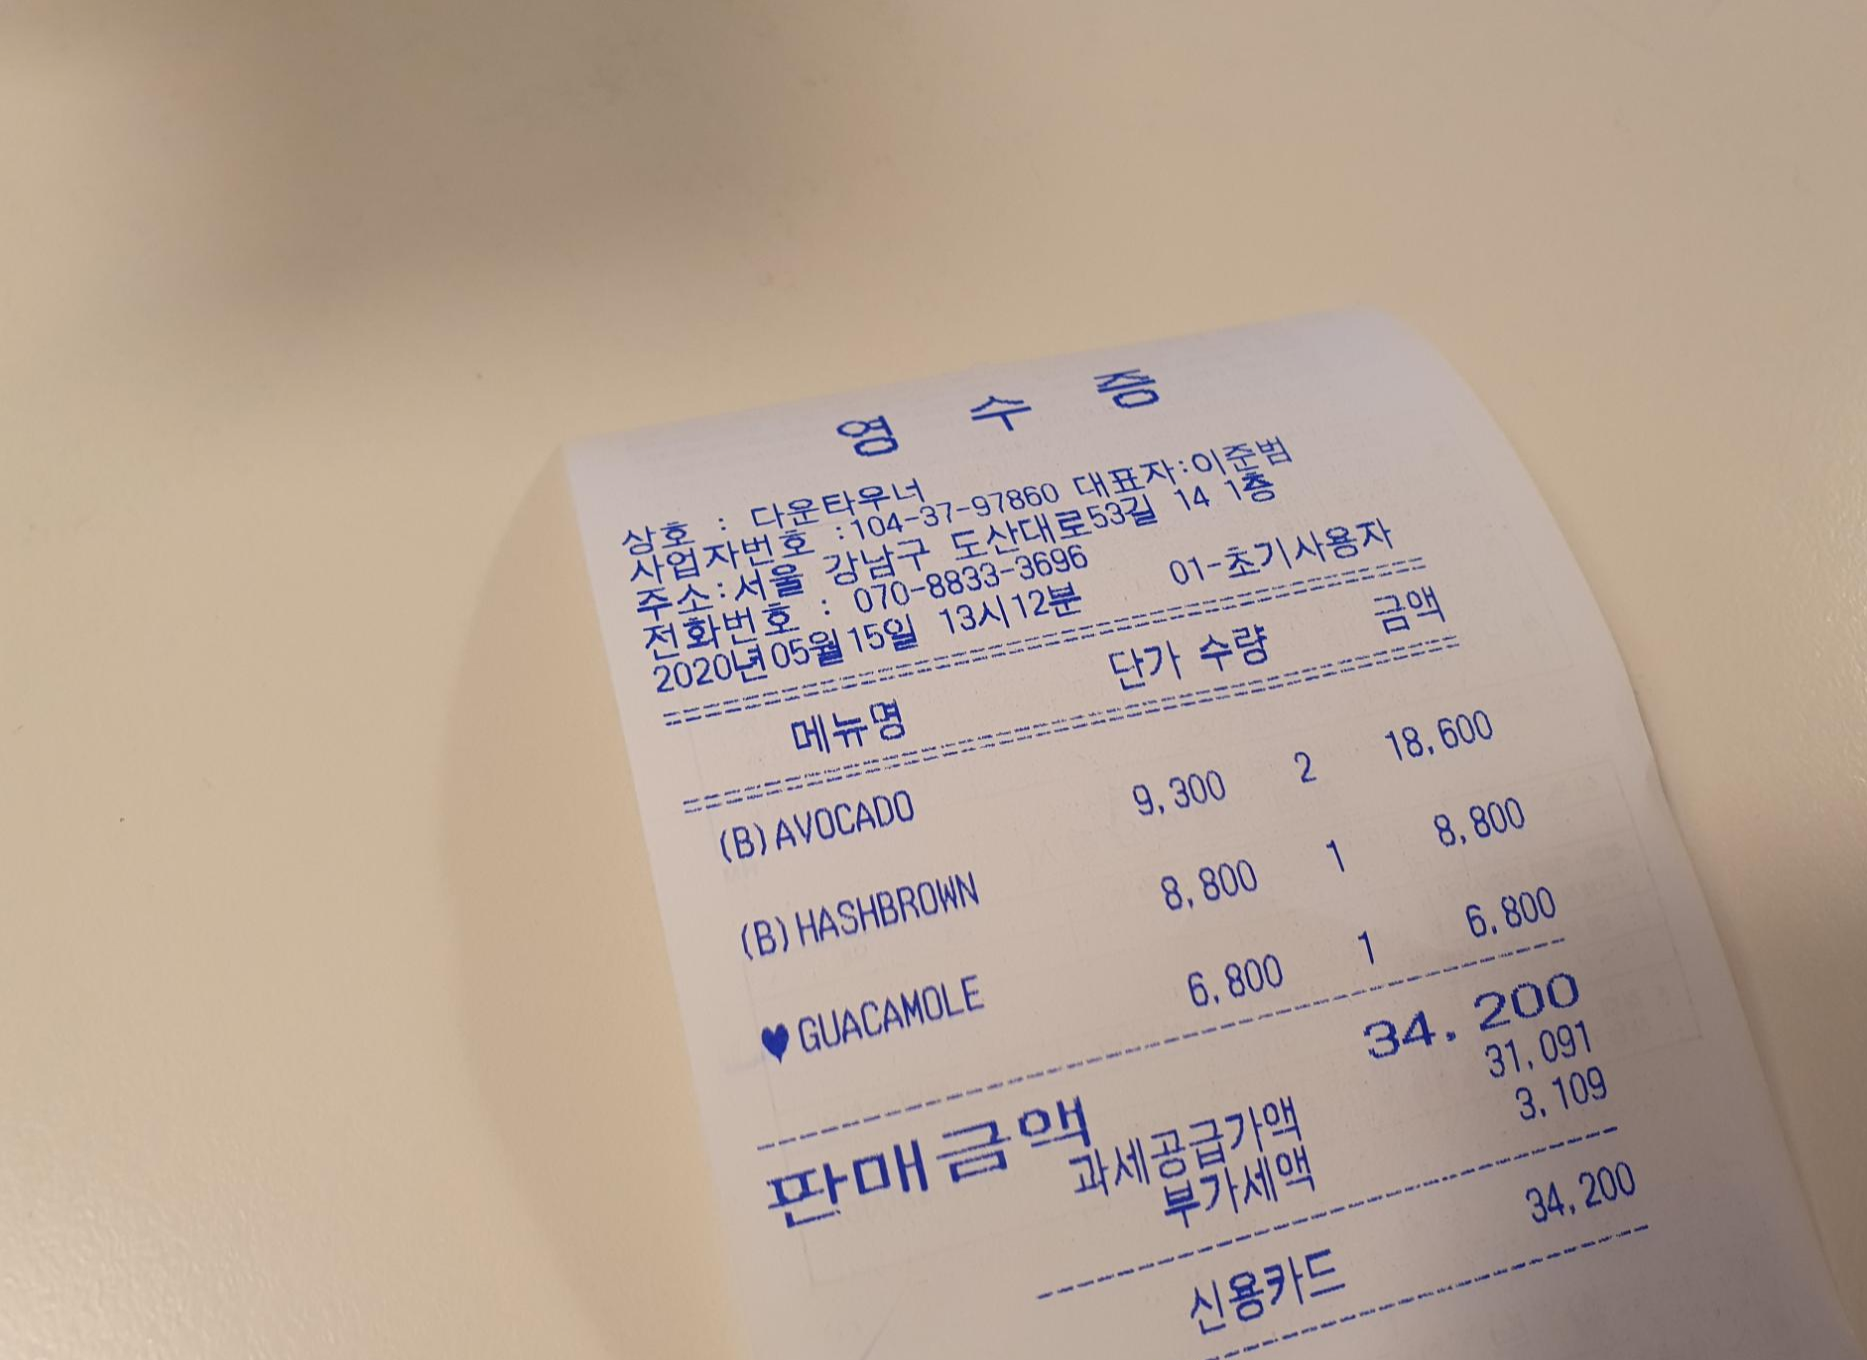 영 수 증
상호 : 다운타우너
사업자번호 :104-37-97860 대표자:이준범
주소:서울 강남구 도산대로53길 14 1층
전화번호 : 070-8833-3696
2020년05월15일 13시12분 01-초기사용자
메뉴명 단가 수량 금액
(B)AVOCADO 9,300 2 18,600
(B)HASHBROWN 8,800 1 8,800
♥GUACAMOLE 6,800 1 6,800
판매금액 34,200
과세공급가액 31,091
부가세액 3,109
신용카드 34,200